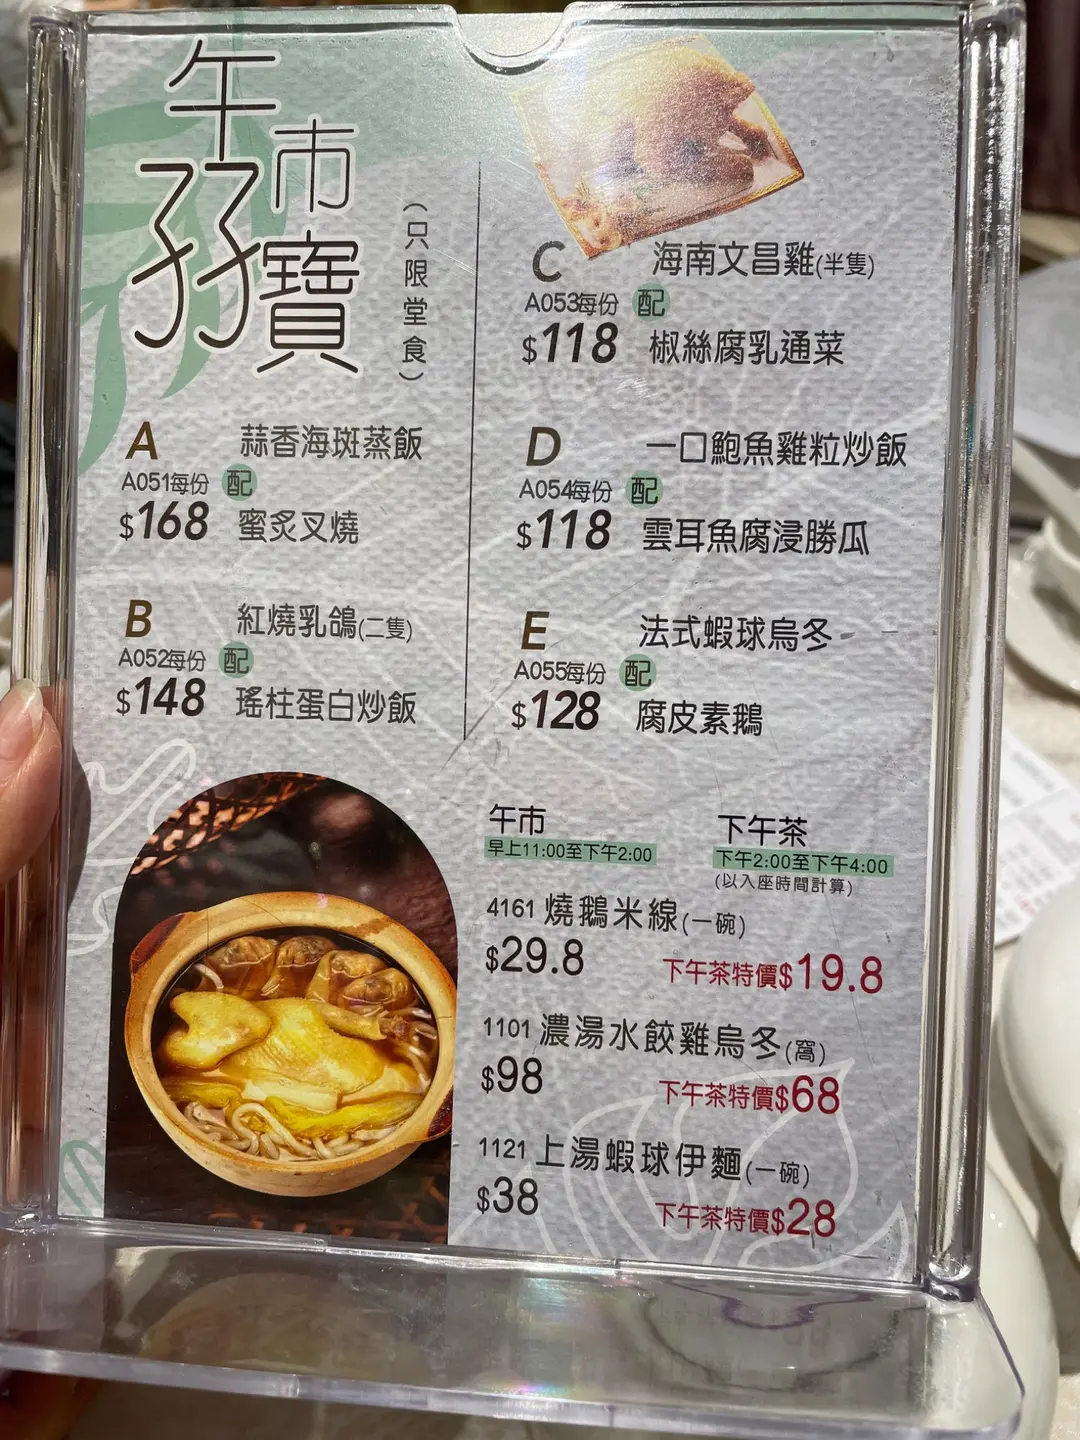 午市
孖寶
（只限堂食）
A 蒜香海斑蒸飯
A051每份 配
$168 蜜炙叉燒
B 紅燒乳鴿(二隻)
A052每份 配
$148 瑤柱蛋白炒飯
C 海南文昌雞(半隻)
A053每份 配
$118 椒絲腐乳通菜
D 一口鮑魚雞粒炒飯
A054每份 配
$118 雲耳魚腐浸勝瓜
E 法式蝦球烏冬
A055每份 配
$128 腐皮素鵝
午市
早上11:00至下午2:00
下午茶
下午2:00至下午4:00
(以入座時間計算)
4161 燒鵝米線(一碗)
$29.8 下午茶特價$19.8
1101 濃湯水餃雞烏冬(窩)
$98 下午茶特價$68
1121 上湯蝦球伊麵(一碗)
$38 下午茶特價$28